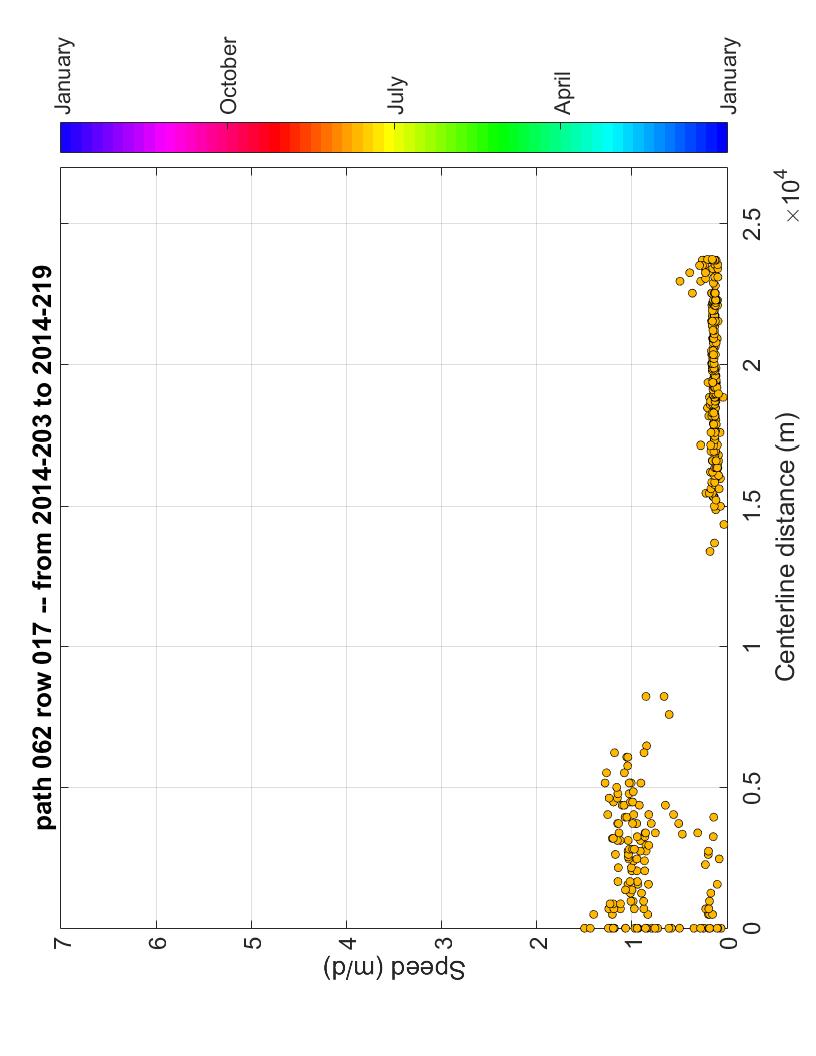 path 062 row 017 -- from 2014-203 to 2014-219
7
6
5
4
3
2
1
0
Speed (m/d)
0 0.5 1 1.5 2 2.5
×10^4
Centerline distance (m)
January
October
July
April
January